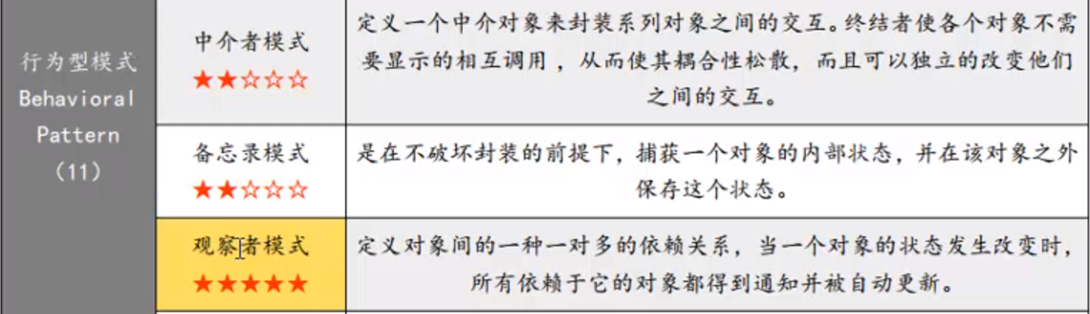 行为型模式
Behavioral
Pattern
（11）
中介者模式
★★☆☆☆
定义一个中介对象来封装系列对象之间的交互。终结者使各个对象不需
要显示的相互调用 ，从而使其耦合性松散，而且可以独立的改变他们
之间的交互。
备忘录模式
★★☆☆☆
是在不破坏封装的前提下，捕获一个对象的内部状态，并在该对象之外
保存这个状态。
观察者模式
★★★★★
定义对象间的一种一对多的依赖关系，当一个对象的状态发生改变时，
所有依赖于它的对象都得到通知并被自动更新。